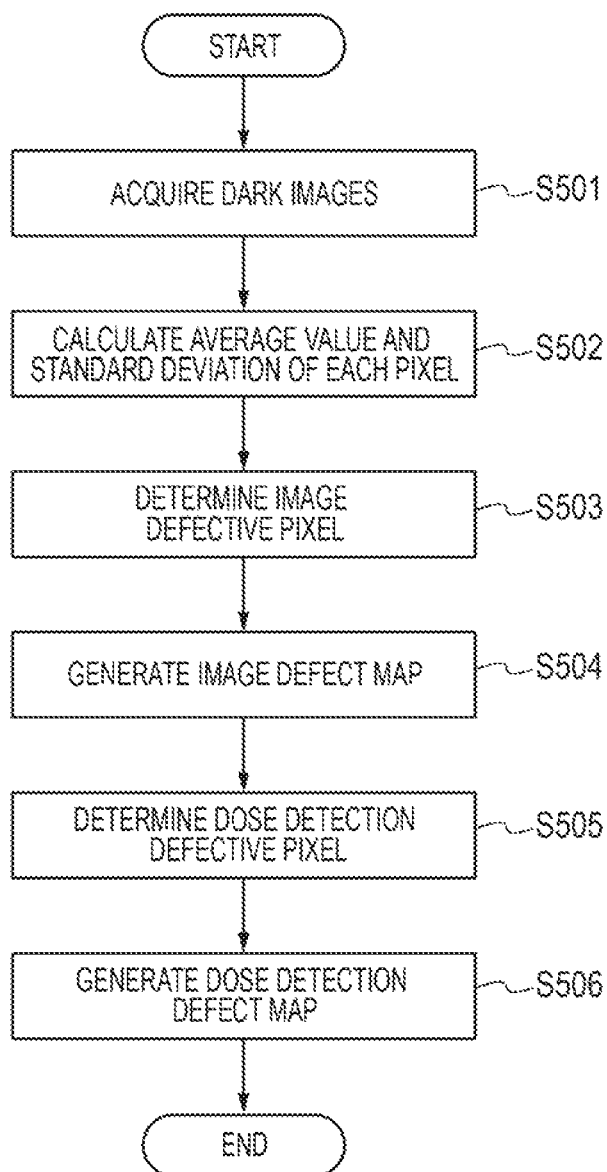 START
ACQUIRE DARK IMAGES
S501
CALCULATE AVERAGE VALUE AND
STANDARD DEVIATION OF EACH PIXEL
S502
DETERMINE IMAGE
DEFECTIVE PIXEL
S503
GENERATE IMAGE DEFECT MAP
S504
DETERMINE DOSE DETECTION
DEFECTIVE PIXEL
S505
GENERATE DOSE DETECTION
DEFECT MAP
S506
END